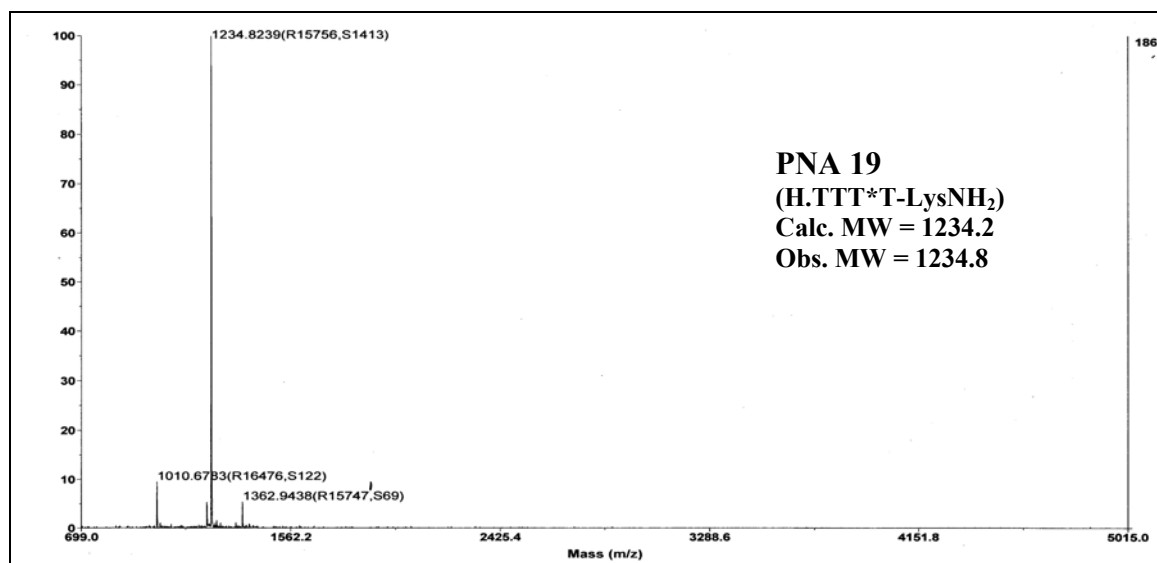 100
1234.8239(R15756,S1413)
186
90
80
70
60
50
40
30
20
10
0
PNA 19
(H.TTT*T-LysNH₂)
Calc. MW = 1234.2
Obs. MW = 1234.8
1010.6783(R16476,S122)
1362.9438(R15747,S69)
699.0
1562.2
2425.4
3288.6
4151.8
5015.0
Mass (m/z)